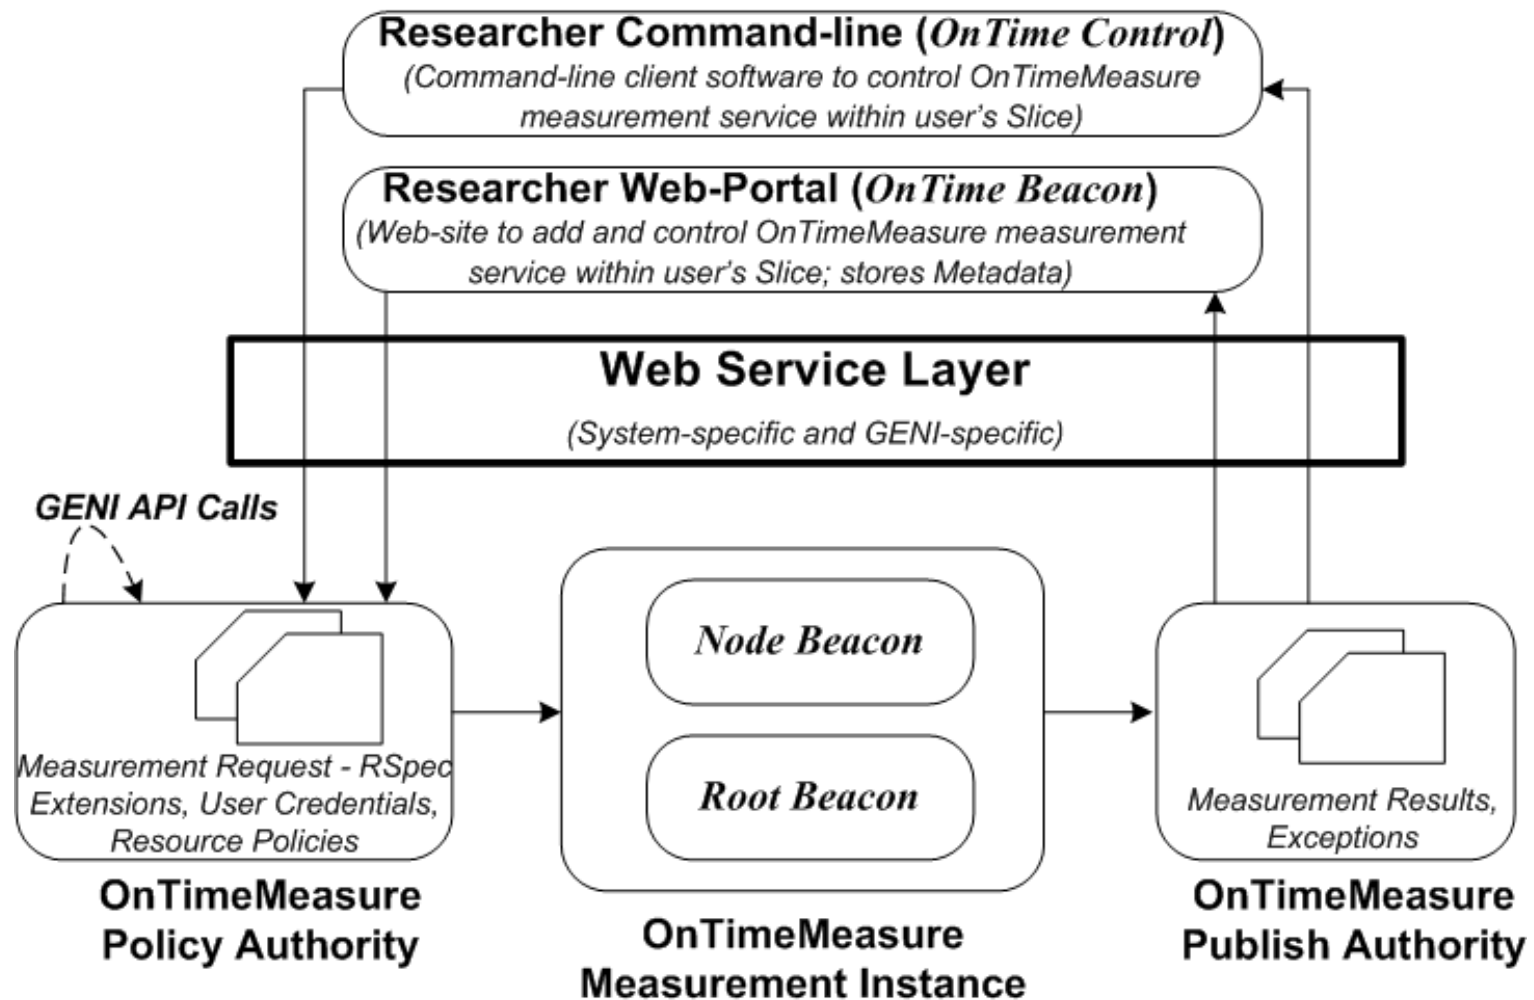 Researcher Command-line (OnTime Control)
(Command-line client software to control OnTimeMeasure
measurement service within user's Slice)
Researcher Web-Portal (OnTime Beacon)
(Web-site to add and control OnTimeMeasure measurement
service within user's Slice; stores Metadata)
Web Service Layer
(System-specific and GENI-specific)
GENI API Calls
Measurement Request - RSpec
Extensions, User Credentials,
Resource Policies
OnTimeMeasure
Policy Authority
Node Beacon
Root Beacon
OnTimeMeasure
Measurement Instance
Measurement Results,
Exceptions
OnTimeMeasure
Publish Authority